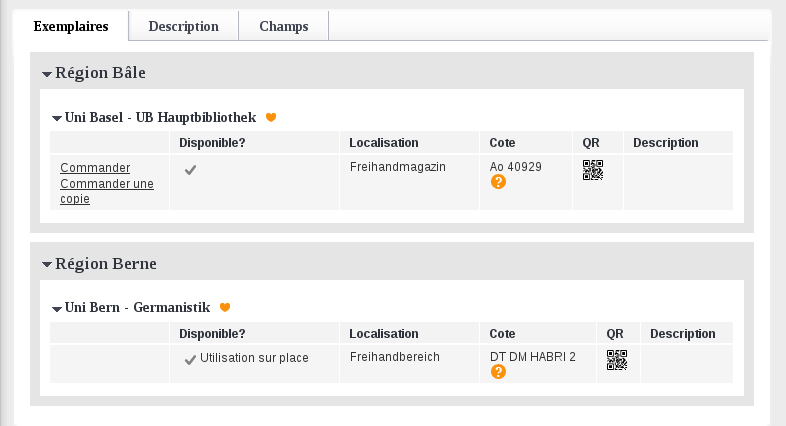 Exemplaires Description Champs
Région Bâle
Uni Basel - UB Hauptbibliothek
Disponible? Localisation Cote QR Description
Commander Freihandmagazin Ao 40929
Commander une ?
copie
Région Berne
Uni Bern - Germanistik
Disponible? Localisation Cote QR Description
Utilisation sur place Freihandbereich DT DM HABRI 2
?